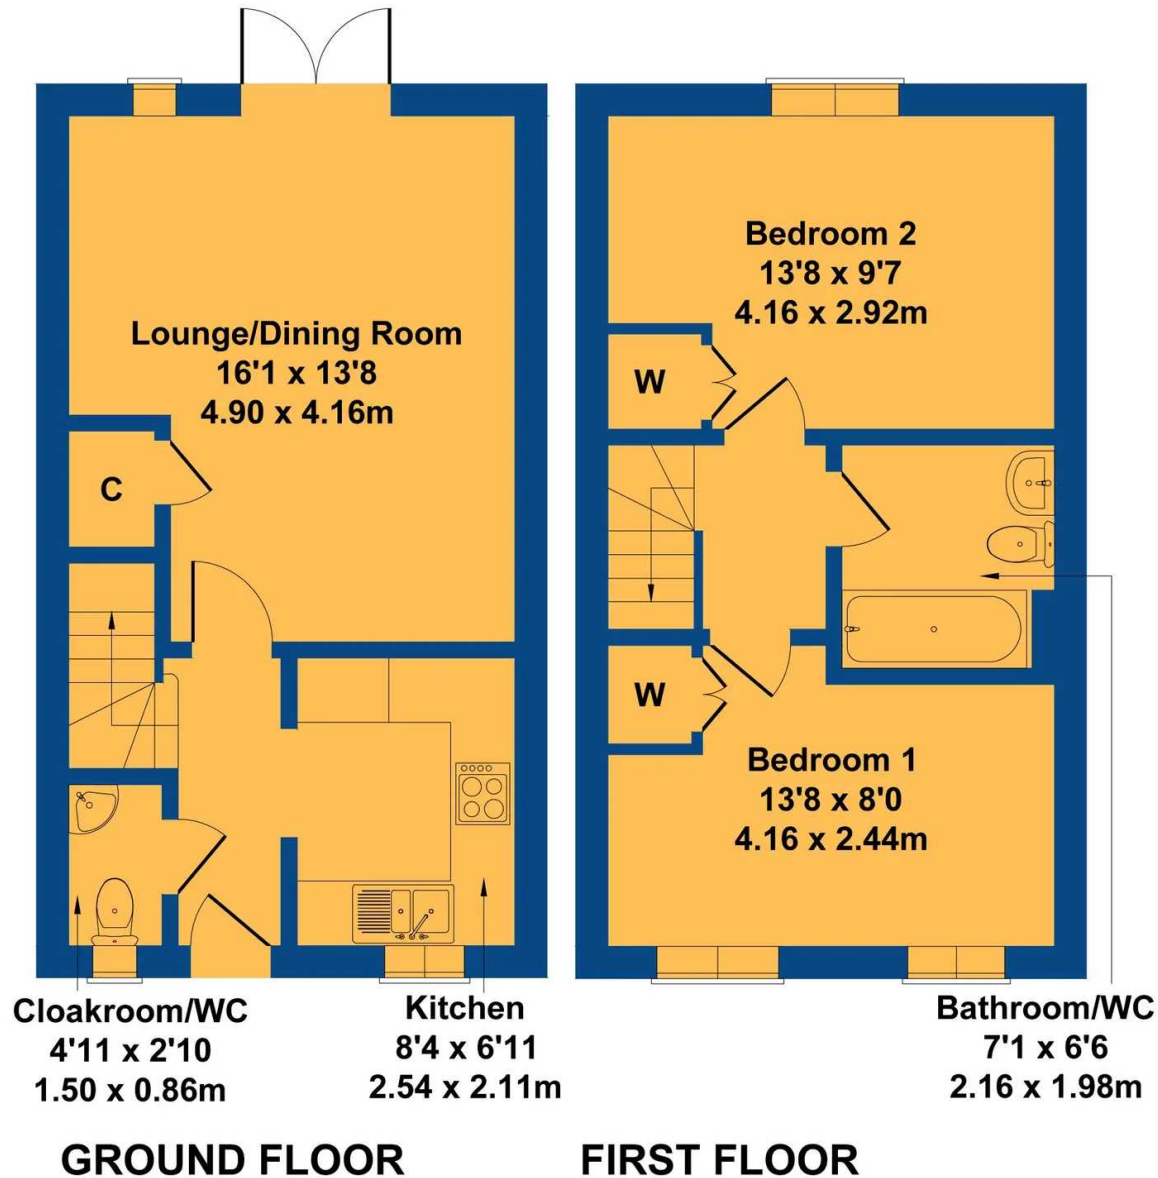 Lounge/Dining Room
16'1 x 13'8
4.90 x 4.16m
C
Cloakroom/WC
4'11 x 2'10
1.50 x 0.86m
Kitchen
8'4 x 6'11
2.54 x 2.11m
GROUND FLOOR
Bedroom 2
13'8 x 9'7
4.16 x 2.92m
W
W
Bedroom 1
13'8 x 8'0
4.16 x 2.44m
Bathroom/WC
7'1 x 6'6
2.16 x 1.98m
FIRST FLOOR